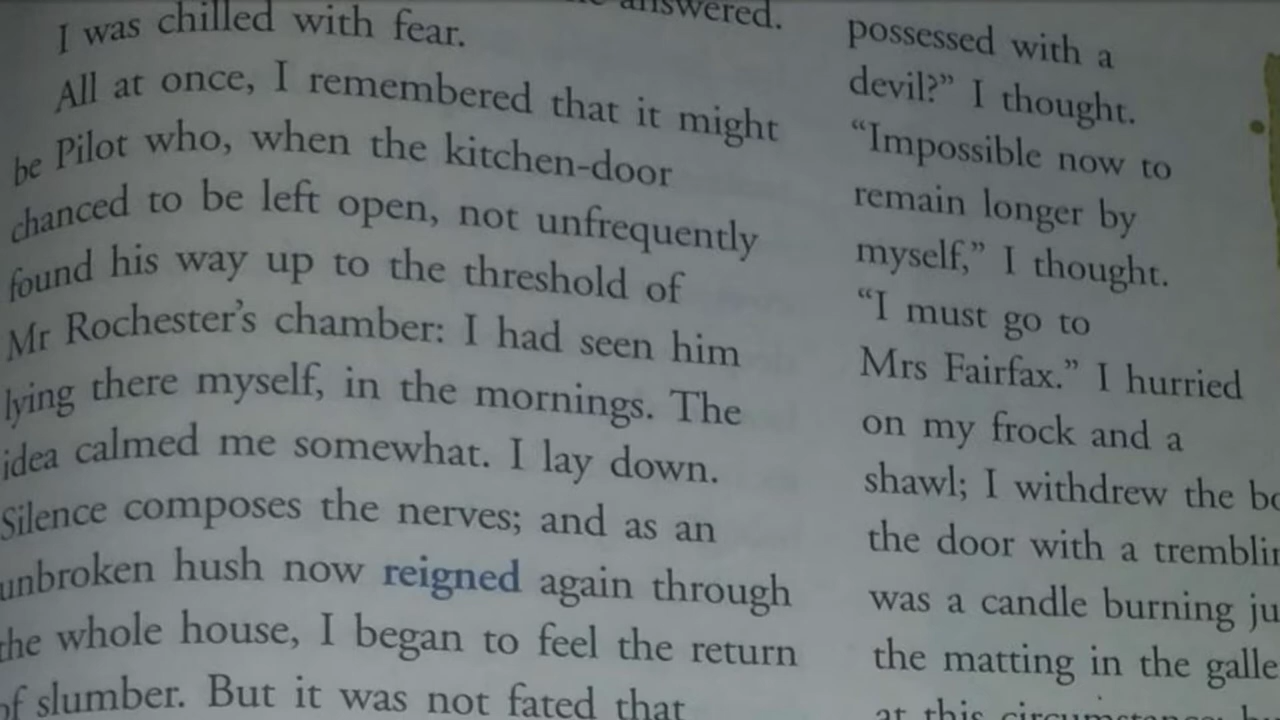 answered.
I was chilled with fear.
All at once, I remembered that it might
be Pilot who, when the kitchen-door
chanced to be left open, not unfrequently
found his way up to the threshold of
Mr Rochester's chamber: I had seen him
lying there myself, in the mornings. The
idea calmed me somewhat. I lay down.
Silence composes the nerves; and as an
unbroken hush now reigned again through
the whole house, I began to feel the return
of slumber. But it was not fated that
possessed with a
devil?” I thought.
“Impossible now to
remain longer by
myself,” I thought.
“I must go to
Mrs Fairfax.” I hurried
on my frock and a
shawl; I withdrew the
the door with a
was a candle burning
the matting in the
at this